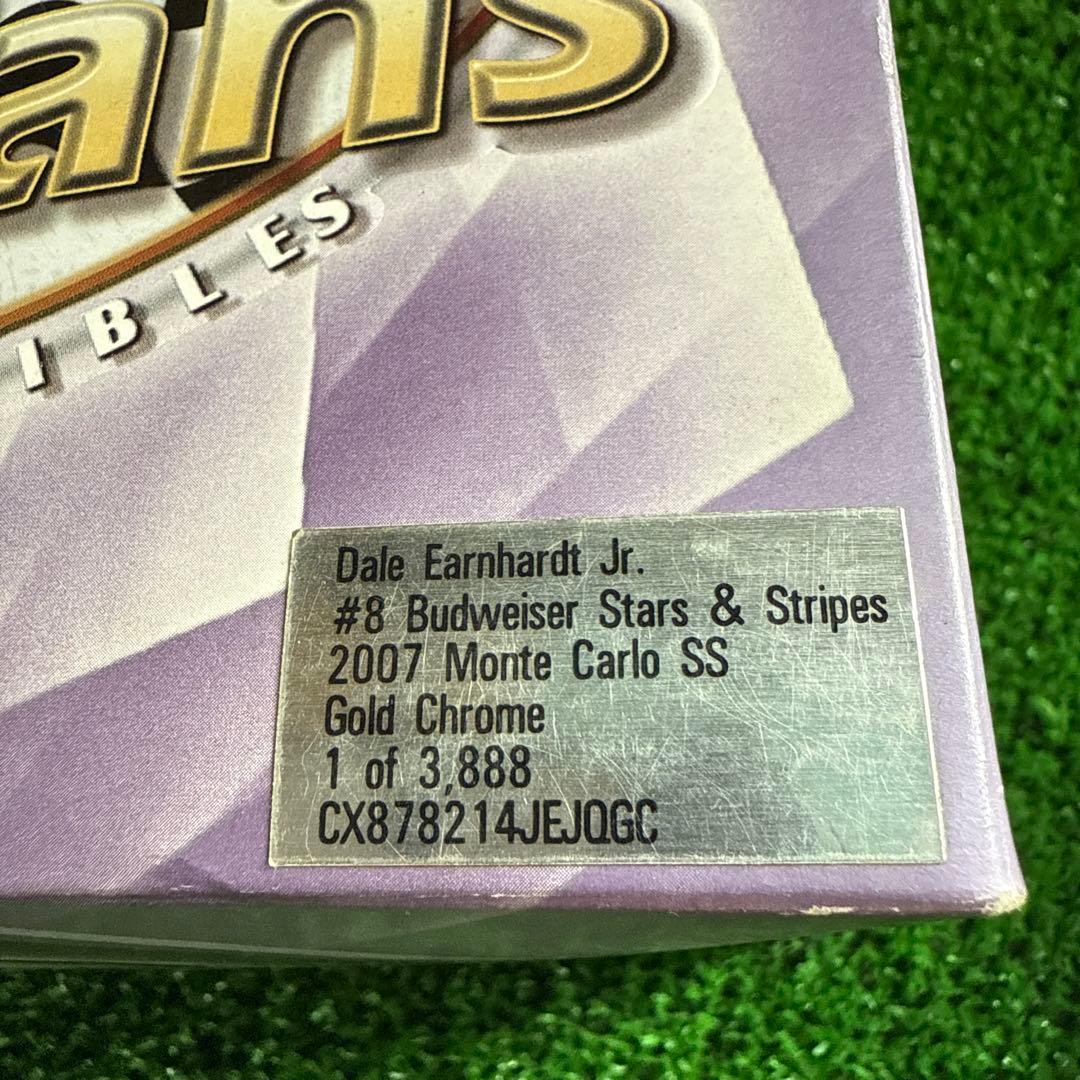 ans
IBLES
Dale Earnhardt Jr.
#8 Budweiser Stars & Stripes
2007 Monte Carlo SS
Gold Chrome
1 of 3,888
CX878214JEJQGC